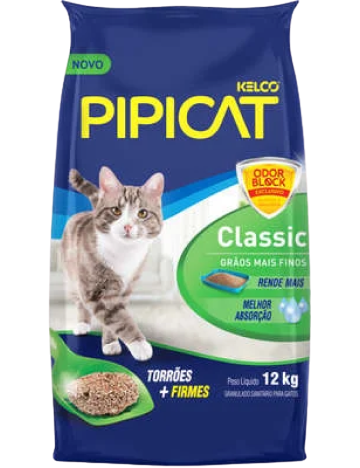 NOVO
KELCO
PIPICAT
ODOR
BLOCK
EXCLUSIVO
Classic
GRÃOS MAIS FINOS
RENDE MAIS
MELHOR
ABSORÇÃO
TORRÕES
+ FIRMES
Peso Líquido 12 kg
GRANULADO SANITÁRIO PARA GATOS